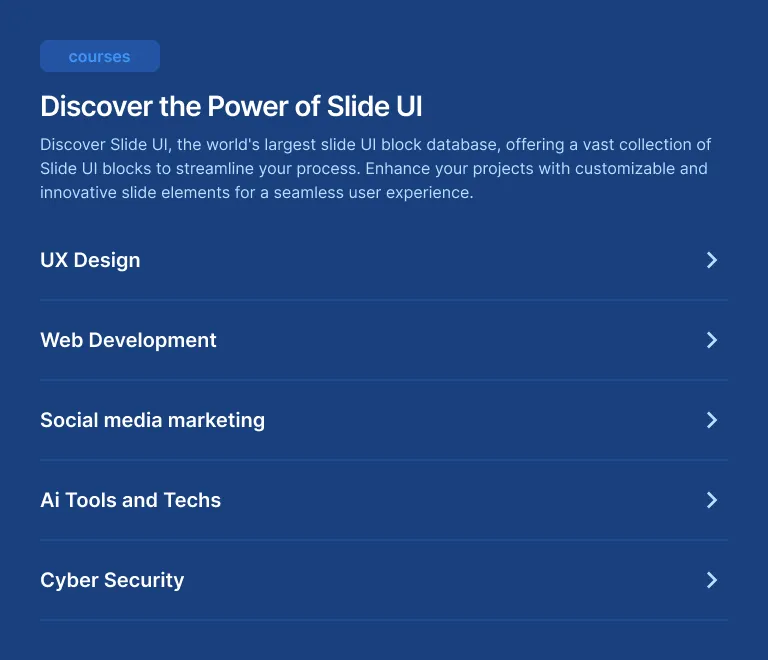 courses
Discover the Power of Slide UI
Discover Slide UI, the world's largest slide UI block database, offering a vast collection of
Slide UI blocks to streamline your process. Enhance your projects with customizable and
innovative slide elements for a seamless user experience.
UX Design
Web Development
Social media marketing
Ai Tools and Techs
Cyber Security